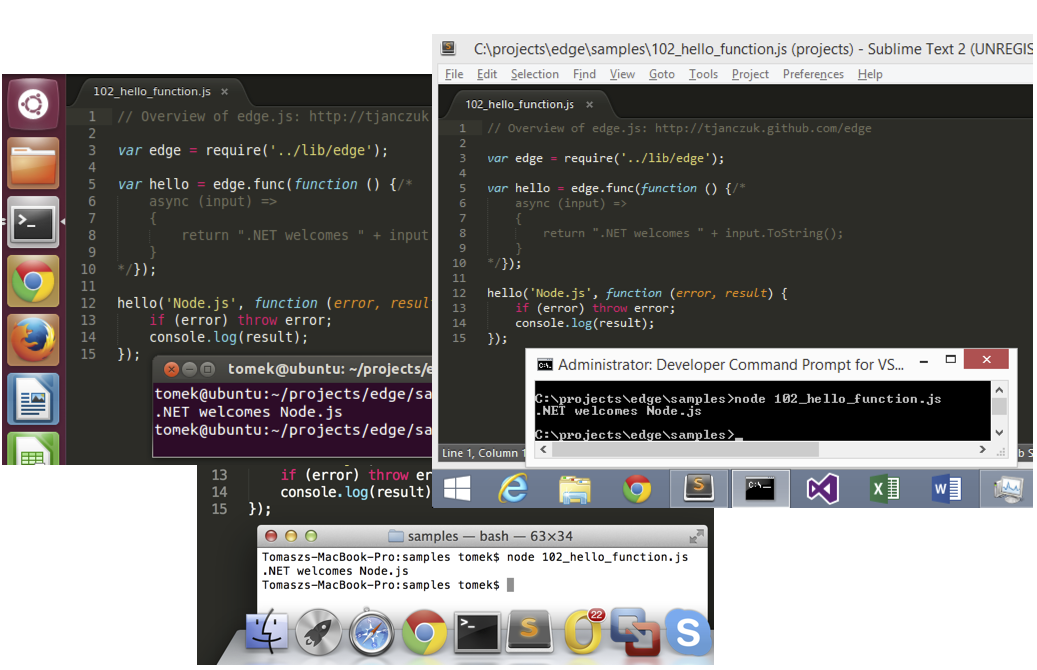 102_hello_function.js ×
1 // Overview of edge.js: http://tjanczuk
2
3 var edge = require('../lib/edge');
4
5 var hello = edge.func(function () {/*
6 async (input) =>
7 {
8 return ".NET welcomes " + input
9 }
10 */});
11
12 hello('Node.js', function (error, resul
13 if (error) throw error;
14 console.log(result);
15 });
tomek@ubuntu: ~/projects/e
tomek@ubuntu:~/projects/edge/sa
.NET welcomes Node.js
tomek@ubuntu:~/projects/edge/sa
C:\projects\edge\samples\102_hello_function.js (projects) - Sublime Text 2 (UNREGIS
File Edit Selection Find View Goto Tools Project Preferences Help
102_hello_function.js ×
1 // Overview of edge.js: http://tjanczuk.github.com/edge
2
3 var edge = require('../lib/edge');
4
5 var hello = edge.func(function () {/*
6 async (input) =>
7 {
8 return ".NET welcomes " + input.ToString();
9 }
10 */});
11
12 hello('Node.js', function (error, result) {
13 if (error) throw error;
14 console.log(result);
15 });
Administrator: Developer Command Prompt for VS...
C:\projects\edge\samples>node 102_hello_function.js
.NET welcomes Node.js
C:\projects\edge\samples>_
Line 1, Column 1
13 if (error) throw er
14 console.log(result)
15 });
samples — bash — 63×34
Tomaszs-MacBook-Pro:samples tomek$ node 102_hello_function.js
.NET welcomes Node.js
Tomaszs-MacBook-Pro:samples tomek$
22